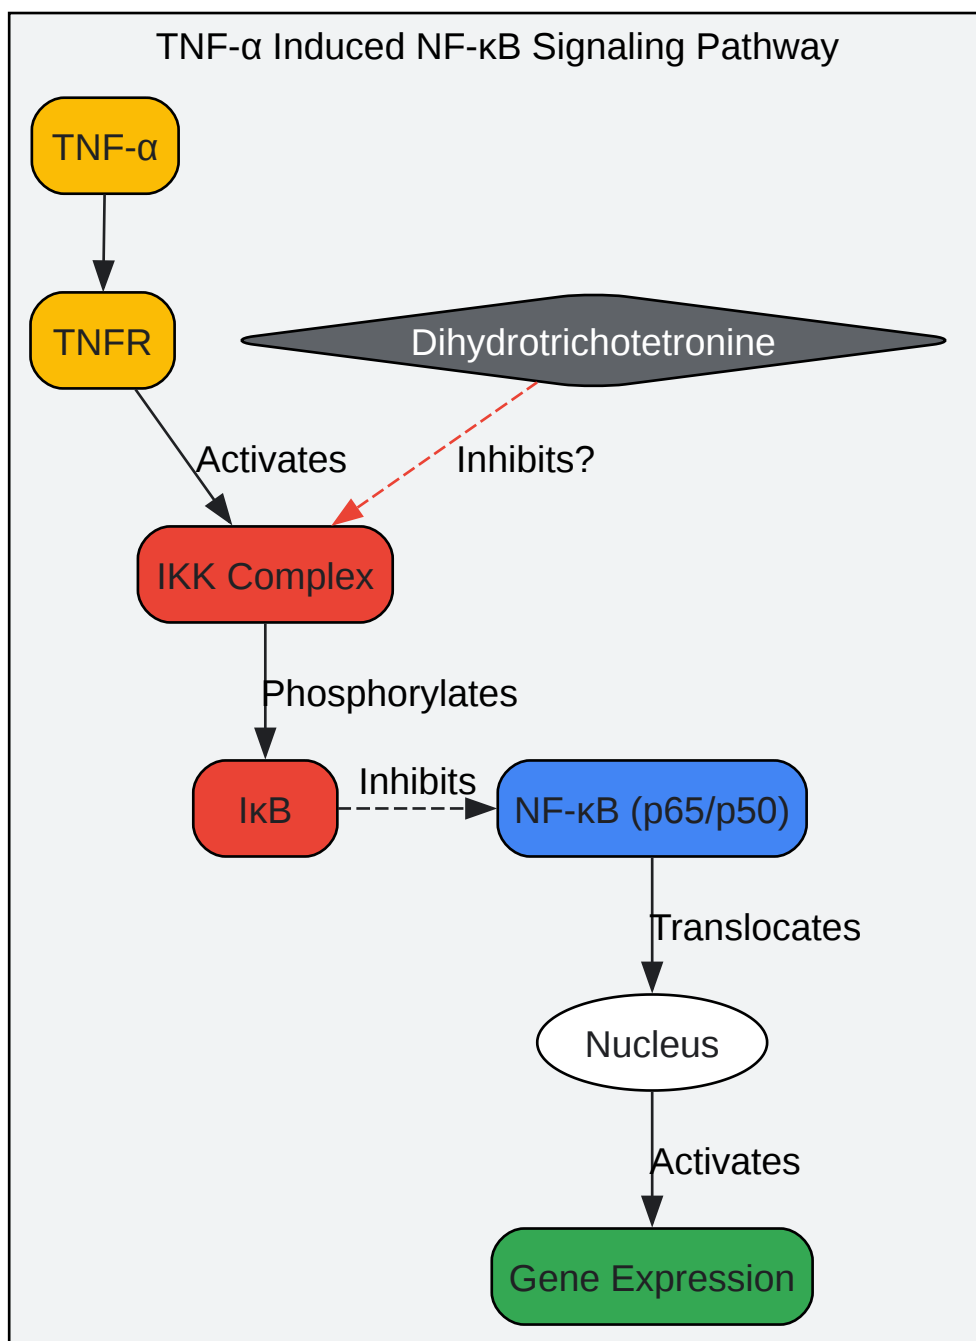 TNF-α Induced NF-κB Signaling Pathway
TNF-α
TNFR
Dihydrotrichotetronine
Activates
Inhibits?
IKK Complex
Phosphorylates
IκB
Inhibits
NF-κB (p65/p50)
Translocates
Nucleus
Activates
Gene Expression